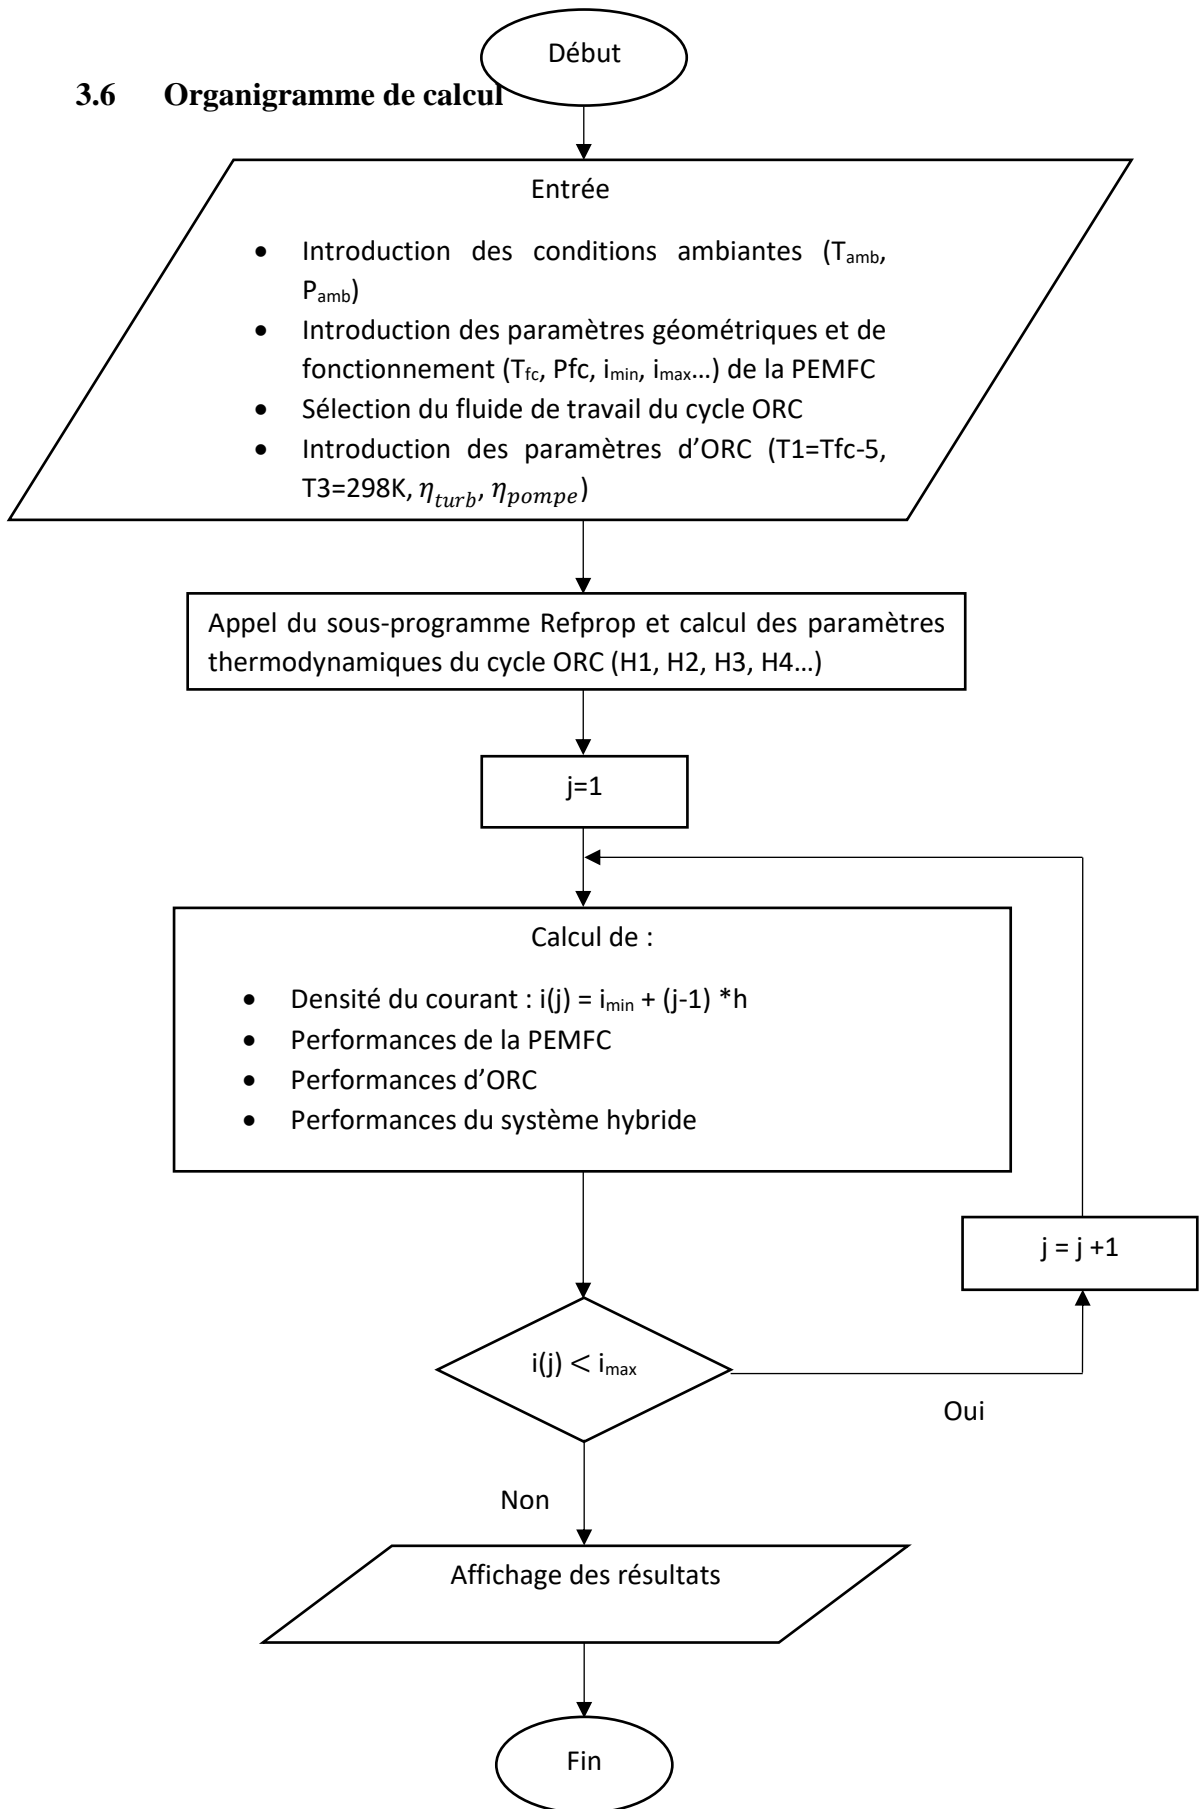 Début
3.6 Organigramme de calcul
Entrée
• Introduction des conditions ambiantes (Tamb,
Pamb)
• Introduction des paramètres géométriques et de
fonctionnement (Tfc, Pfc, imin, imax…) de la PEMFC
• Sélection du fluide de travail du cycle ORC
• Introduction des paramètres d’ORC (T1=Tfc-5,
T3=298K, ηturb, ηpompe)
Appel du sous-programme Refprop et calcul des paramètres
thermodynamiques du cycle ORC (H1, H2, H3, H4…)
j=1
Calcul de :
• Densité du courant : i(j) = imin + (j-1) *h
• Performances de la PEMFC
• Performances d’ORC
• Performances du système hybride
j = j +1
i(j) < imax
Oui
Non
Affichage des résultats
Fin